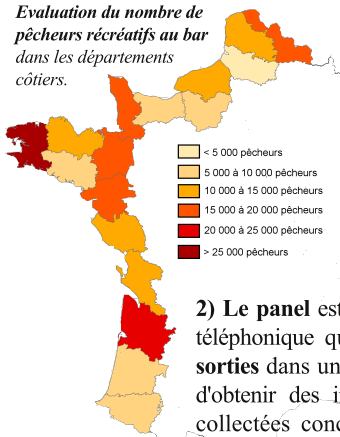 Evaluation du nombre de
pêcheurs récréatifs au bar
dans les départements
côtiers.
< 5 000 pêcheurs
5 000 à 10 000 pêcheurs
10 000 à 15 000 pêcheurs
15 000 à 20 000 pêcheurs
20 000 à 25 000 pêcheurs
> 25 000 pêcheurs
2) Le panel est
téléphonique qu
sorties dans un
d'obtenir des i
collectées conc